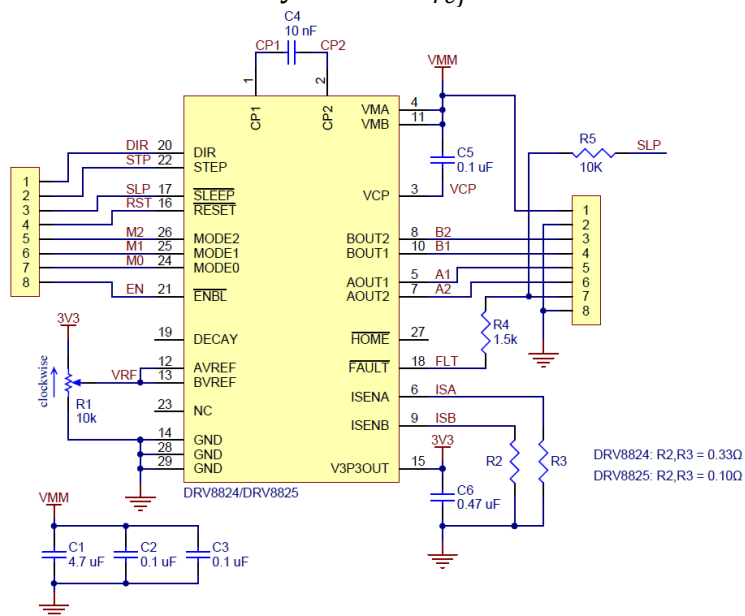 y
ref
C4
10 nF
CP1
CP2
1
2
CP1
CP2
VMM
VMA 4
VMB 11
C5
0.1 uF
VCP 3
VCP
R5
10K
SLP
DIR 20 DIR
STP 22 STEP
SLP 17 SLEEP
RST 16 RESET
M2 26 MODE2
M1 25 MODE1
M0 24 MODE0
EN 21 ENBL
1
2
3
4
5
6
7
8
BOUT2 8 B2
BOUT1 10 B1
AOUT1 5 A1
AOUT2 7 A2
1
2
3
4
5
6
7
8
3V3
19 DECAY
HOME 27
R4
1.5k
clockwise
VRF
12 AVREF
13 BVREF
FAULT 18 FLT
R1
10k
23 NC
ISENA 6 ISA
ISENB 9 ISB
14 GND
28 GND
29 GND
3V3
V3P3OUT 15
R2
R3
DRV8824: R2,R3 = 0.33Ω
DRV8825: R2,R3 = 0.10Ω
C6
0.47 uF
DRV8824/DRV8825
VMM
C1
4.7 uF
C2
0.1 uF
C3
0.1 uF